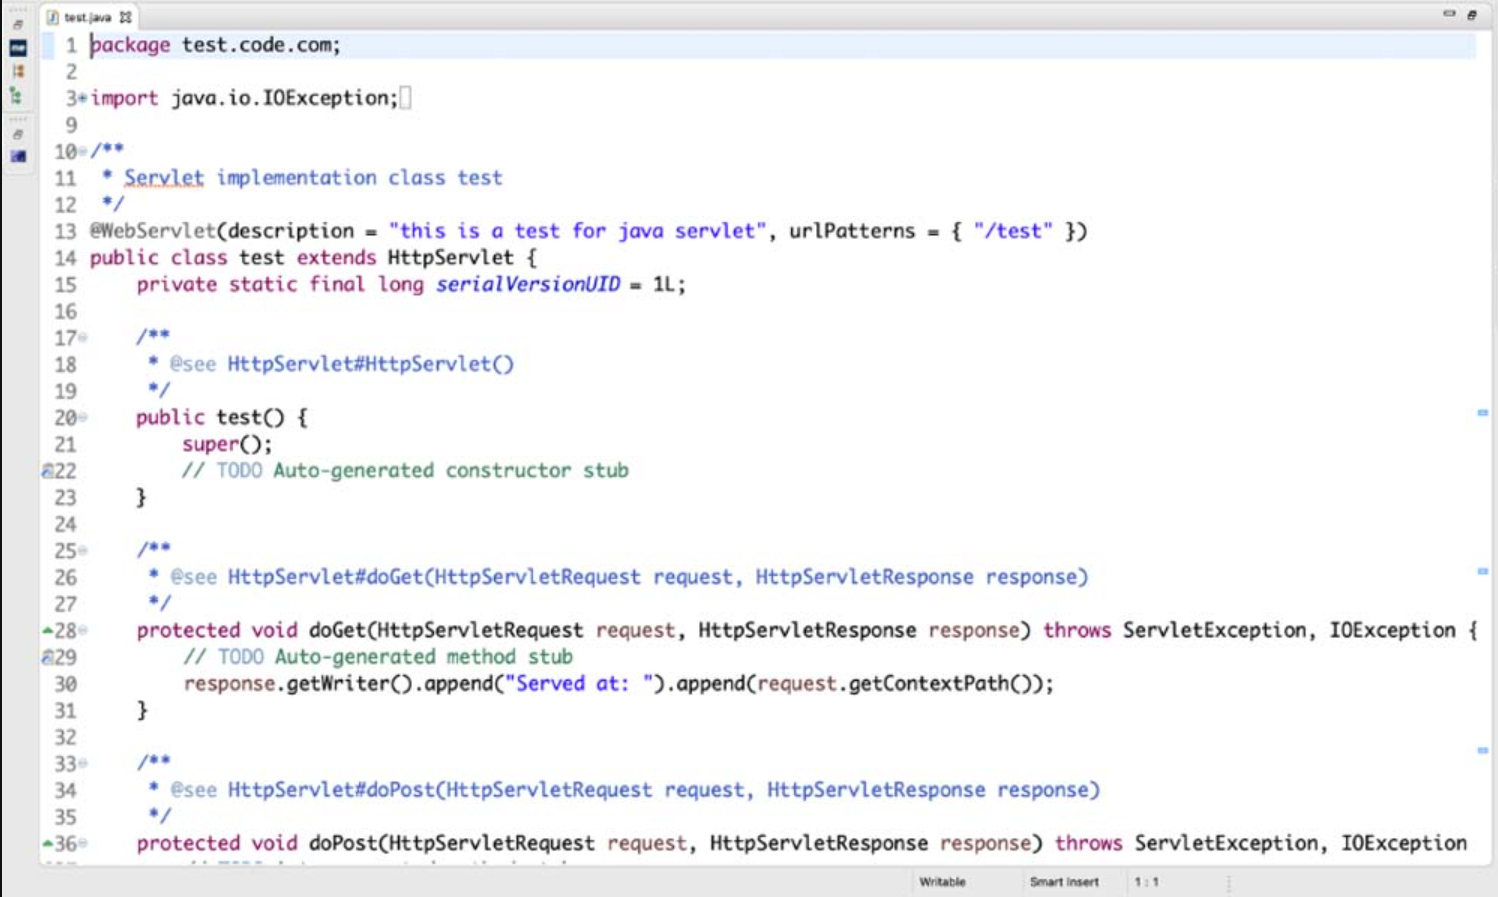 test.java
1 package test.code.com;
2
3 import java.io.IOException;
9
10 /**
11 * Servlet implementation class test
12 */
13 @WebServlet(description = "this is a test for java servlet", urlPatterns = { "/test" })
14 public class test extends HttpServlet {
15 private static final long serialVersionUID = 1L;
16
17 /**
18 * @see HttpServlet#HttpServlet()
19 */
20 public test() {
21 super();
22 // TODO Auto-generated constructor stub
23 }
24
25 /**
26 * @see HttpServlet#doGet(HttpServletRequest request, HttpServletResponse response)
27 */
28 protected void doGet(HttpServletRequest request, HttpServletResponse response) throws ServletException, IOException {
29 // TODO Auto-generated method stub
30 response.getWriter().append("Served at: ").append(request.getContextPath());
31 }
32
33 /**
34 * @see HttpServlet#doPost(HttpServletRequest request, HttpServletResponse response)
35 */
36 protected void doPost(HttpServletRequest request, HttpServletResponse response) throws ServletException, IOException
Writable Smart Insert 1 : 1